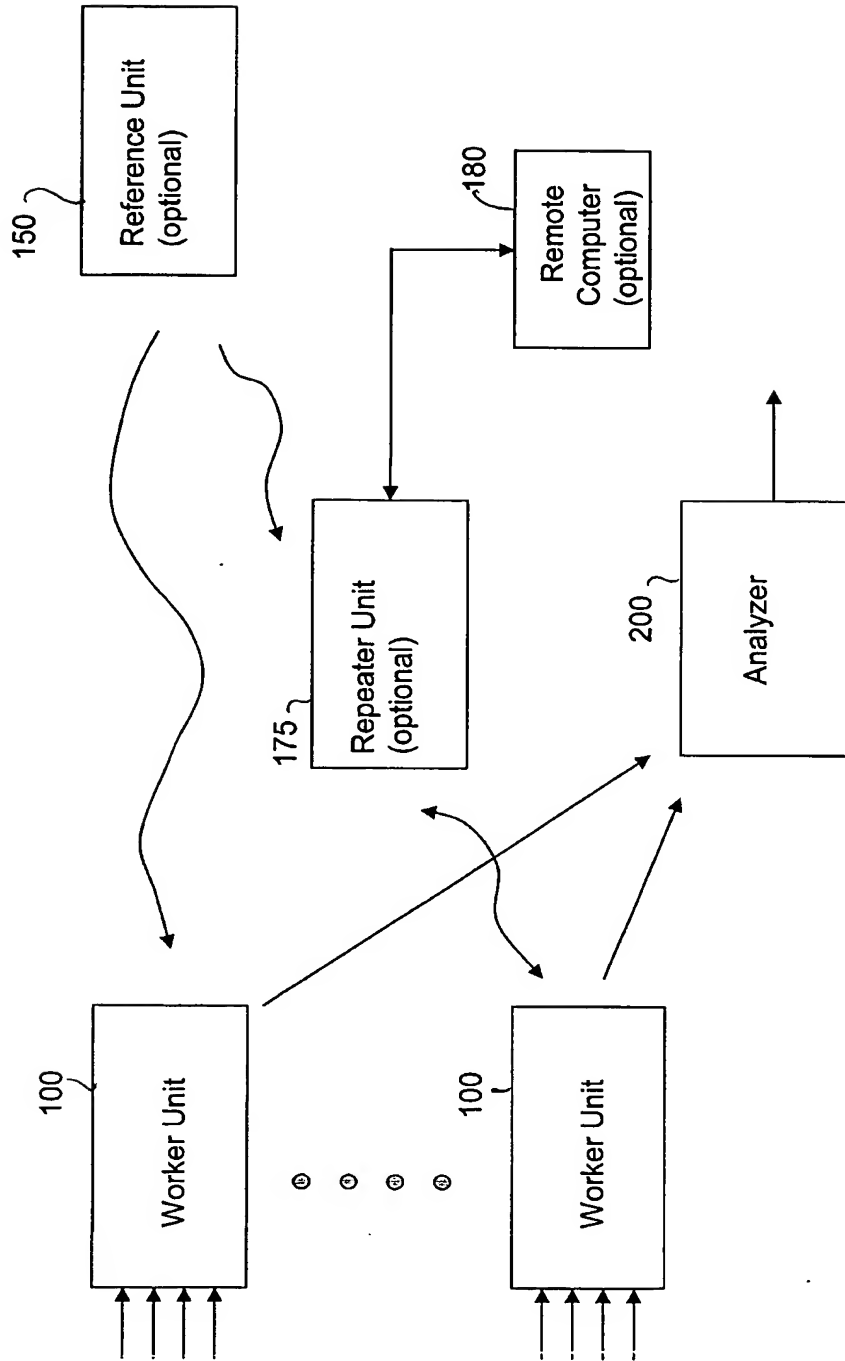 150
Reference Unit
(optional)
180
Remote
Computer
(optional)
175
Repeater Unit
(optional)
200
Analyzer
100
Worker Unit
100
Worker Unit